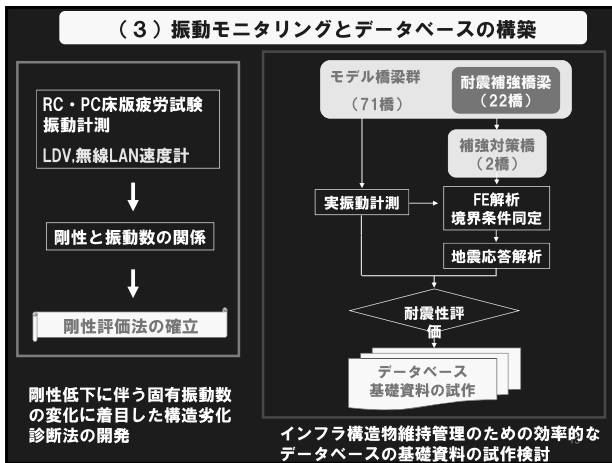 （３）振動モニタリングとデータベースの構築
RC・PC床版疲労試験
振動計測
LDV,無線LAN速度計
剛性と振動数の関係
剛性評価法の確立
剛性低下に伴う固有振動数
の変化に着目した構造劣化
診断法の開発
モデル橋梁群
（71橋）
耐震補強橋梁
（22橋）
補強対策橋
（2橋）
実振動計測
FE解析
境界条件同定
地震応答解析
耐震性評
価
データベース
基礎資料の試作
インフラ構造物維持管理のための効率的な
データベースの基礎資料の試作検討